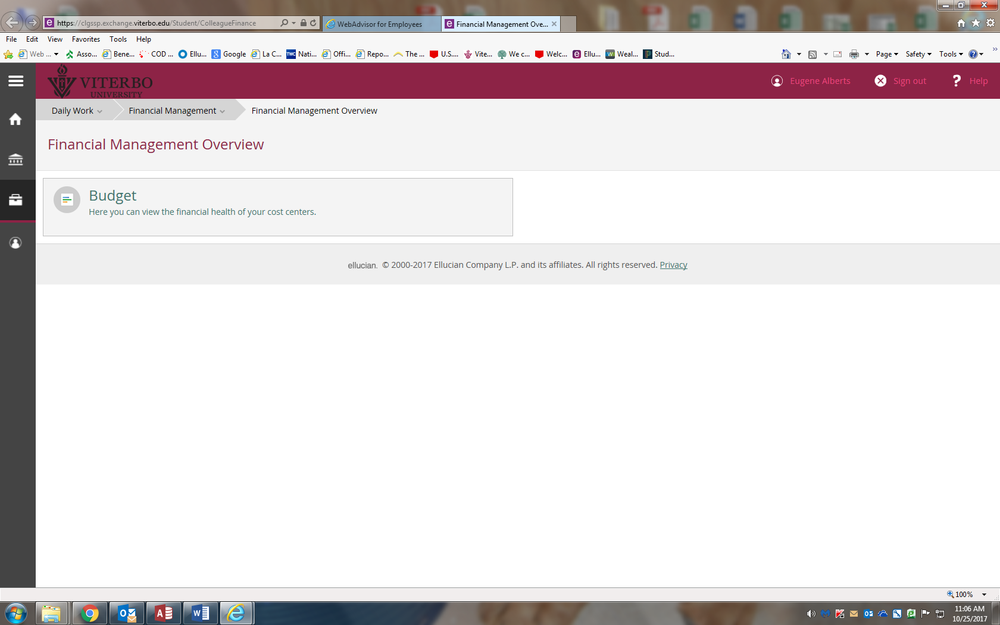 https://clgssp.exchange.viterbo.edu/Student/ColleagueFinance
WebAdvisor for Employees
Financial Management Ove...
File Edit View Favorites Tools Help
Web ... Asso... Bene... COD ... Ellu... Google La C... TWC Nati... Offi... Repo... The ... U.S.... Vite... We c... Welc... Ellu... Weal... Stud... Page Safety Tools
VITERBO
UNIVERSITY
Eugene Alberts Sign out ? Help
Daily Work Financial Management Financial Management Overview
Financial Management Overview
Budget
Here you can view the financial health of your cost centers.
ellucian. © 2000-2017 Ellucian Company L.P. and its affiliates. All rights reserved. Privacy
100%
11:06 AM
10/25/2017